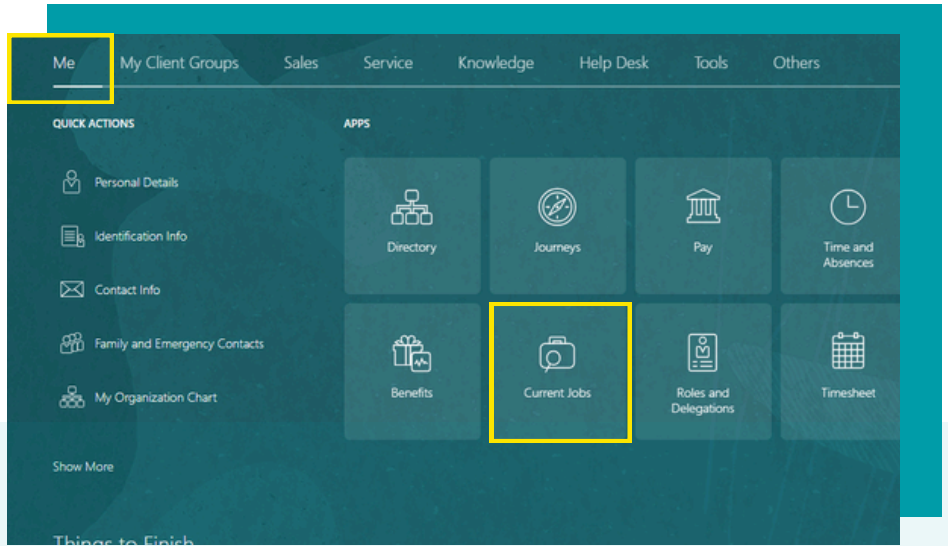 Me My Client Groups Sales Service Knowledge Help Desk Tools Others
QUICK ACTIONS
APPS
Personal Details
Identification Info
Contact Info
Family and Emergency Contacts
My Organization Chart
Show More
Directory
Journeys
Pay
Time and
Absences
Benefits
Current Jobs
Roles and
Delegations
Timesheet
Things to Finish